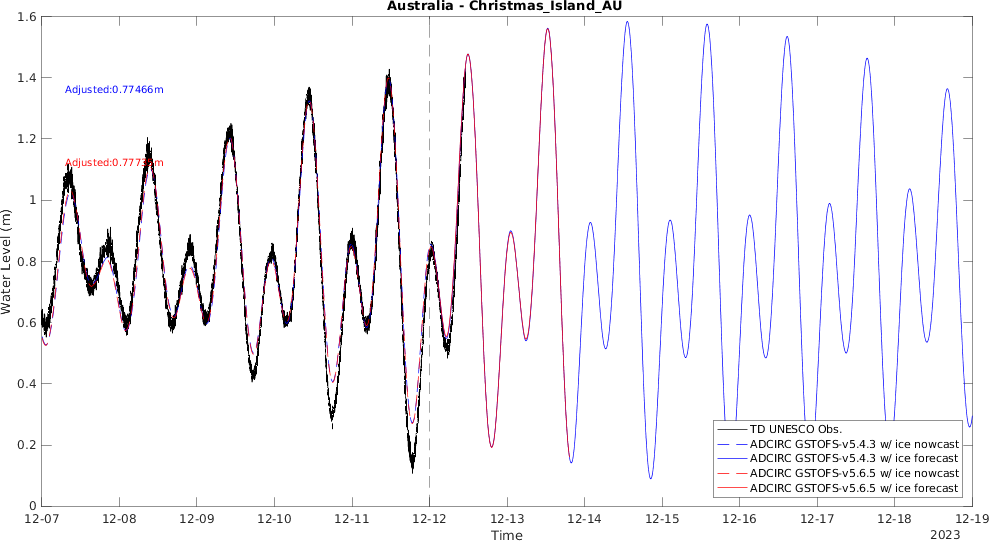 Australia - Christmas_Island_AU
1.6
1.4
1.2
1
0.8
0.6
0.4
0.2
0
Water Level (m)
Adjusted:0.77466m
TD UNESCO Obs.
ADCIRC GSTOFS-v5.4.3 w/ ice nowcast
ADCIRC GSTOFS-v5.4.3 w/ ice forecast
ADCIRC GSTOFS-v5.6.5 w/ ice nowcast
ADCIRC GSTOFS-v5.6.5 w/ ice forecast
12-07 12-08 12-09 12-10 12-11 12-12 12-13 12-14 12-15 12-16 12-17 12-18 12-19
Time
2023